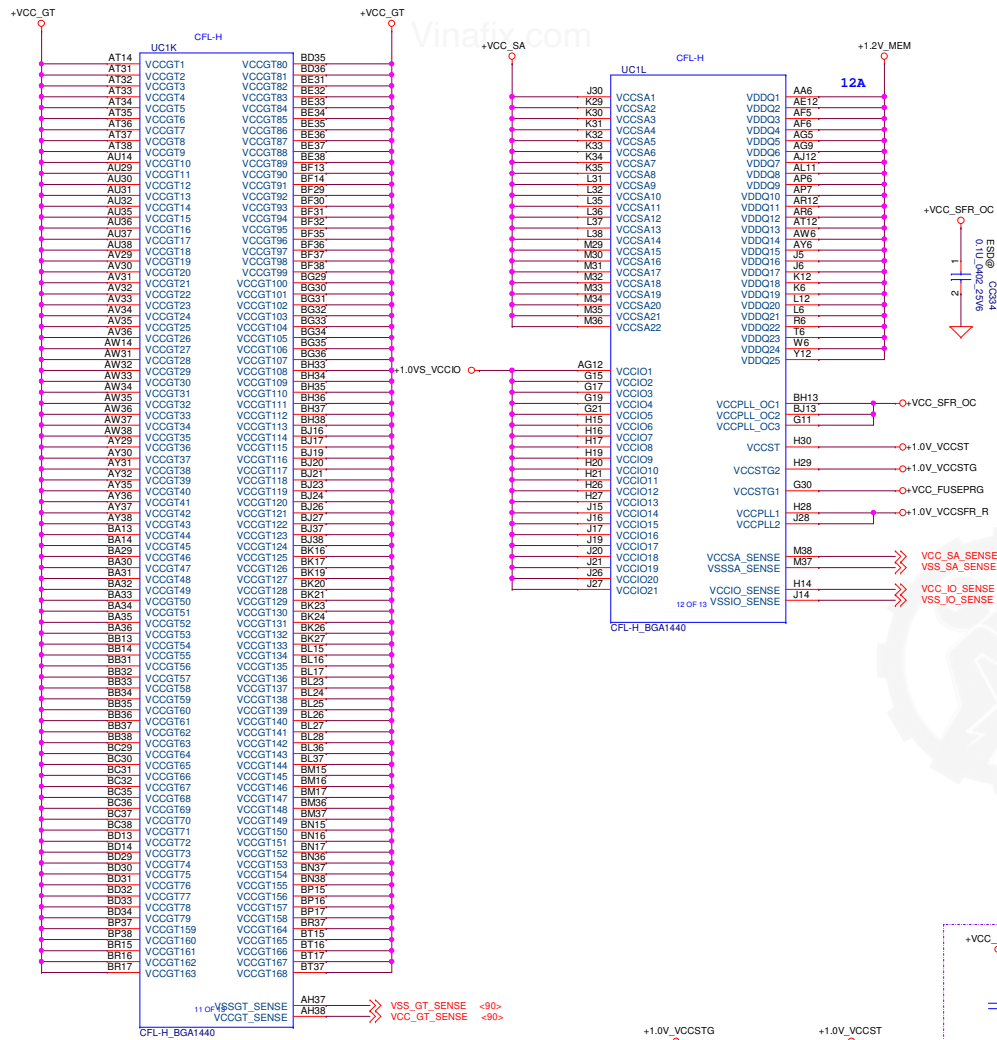 Vinafix.com
+VCC_GT +VCC_GT
CFL-H
UC1K
AT14 VCCGT1 VCCGT80 BD35
AT31 VCCGT2 VCCGT81 BD36
AT32 VCCGT3 VCCGT82 BE31
AT33 VCCGT4 VCCGT83 BE32
AT34 VCCGT5 VCCGT84 BE33
AT35 VCCGT6 VCCGT85 BE34
AT36 VCCGT7 VCCGT86 BE35
AT37 VCCGT8 VCCGT87 BE36
AT38 VCCGT9 VCCGT88 BE37
AU14 VCCGT10 VCCGT89 BE38
AU29 VCCGT11 VCCGT90 BF13
AU30 VCCGT12 VCCGT91 BF14
AU31 VCCGT13 VCCGT92 BF29
AU32 VCCGT14 VCCGT93 BF30
AU35 VCCGT15 VCCGT94 BF31
AU36 VCCGT16 VCCGT95 BF32
AU37 VCCGT17 VCCGT96 BF35
AU38 VCCGT18 VCCGT97 BF36
AV29 VCCGT19 VCCGT98 BF37
AV30 VCCGT20 VCCGT99 BF38
AV31 VCCGT21 VCCGT100 BG29
AV32 VCCGT22 VCCGT101 BG30
AV33 VCCGT23 VCCGT102 BG31
AV34 VCCGT24 VCCGT103 BG32
AV35 VCCGT25 VCCGT104 BG33
AV36 VCCGT26 VCCGT105 BG34
AW14 VCCGT27 VCCGT106 BG35
AW31 VCCGT28 VCCGT107 BG36
AW32 VCCGT29 VCCGT108 BH33
AW33 VCCGT30 VCCGT109 BH34
AW34 VCCGT31 VCCGT110 BH35
AW35 VCCGT32 VCCGT111 BH36
AW36 VCCGT33 VCCGT112 BH37
AW37 VCCGT34 VCCGT113 BH38
AW38 VCCGT35 VCCGT114 BJ16
AY29 VCCGT36 VCCGT115 BJ17
AY30 VCCGT37 VCCGT116 BJ19
AY31 VCCGT38 VCCGT117 BJ20
AY32 VCCGT39 VCCGT118 BJ21
AY35 VCCGT40 VCCGT119 BJ23
AY36 VCCGT41 VCCGT120 BJ24
AY37 VCCGT42 VCCGT121 BJ26
AY38 VCCGT43 VCCGT122 BJ27
BA13 VCCGT44 VCCGT123 BJ37
BA14 VCCGT45 VCCGT124 BJ38
BA29 VCCGT46 VCCGT125 BK16
BA30 VCCGT47 VCCGT126 BK17
BA31 VCCGT48 VCCGT127 BK19
BA32 VCCGT49 VCCGT128 BK20
BA33 VCCGT50 VCCGT129 BK21
BA34 VCCGT51 VCCGT130 BK23
BA35 VCCGT52 VCCGT131 BK24
BA36 VCCGT53 VCCGT132 BK26
BB13 VCCGT54 VCCGT133 BK27
BB14 VCCGT55 VCCGT134 BL15
BB31 VCCGT56 VCCGT135 BL16
BB32 VCCGT57 VCCGT136 BL17
BB33 VCCGT58 VCCGT137 BL23
BB34 VCCGT59 VCCGT138 BL24
BB35 VCCGT60 VCCGT139 BL25
BB36 VCCGT61 VCCGT140 BL26
BB37 VCCGT62 VCCGT141 BL27
BB38 VCCGT63 VCCGT142 BL28
BC29 VCCGT64 VCCGT143 BL36
BC30 VCCGT65 VCCGT144 BL37
BC31 VCCGT66 VCCGT145 BM15
BC32 VCCGT67 VCCGT146 BM16
BC35 VCCGT68 VCCGT147 BM17
BC36 VCCGT69 VCCGT148 BM36
BC37 VCCGT70 VCCGT149 BM37
BC38 VCCGT71 VCCGT150 BN15
BD13 VCCGT72 VCCGT151 BN16
BD14 VCCGT73 VCCGT152 BN17
BD29 VCCGT74 VCCGT153 BN36
BD30 VCCGT75 VCCGT154 BN37
BD31 VCCGT76 VCCGT155 BN38
BD32 VCCGT77 VCCGT156 BP15
BD33 VCCGT78 VCCGT157 BP16
BD34 VCCGT79 VCCGT158 BP17
BP37 VCCGT159 VCCGT164 BR37
BP38 VCCGT160 VCCGT165 BT15
BR15 VCCGT161 VCCGT166 BT16
BR16 VCCGT162 VCCGT167 BT17
BR17 VCCGT163 VCCGT168 BT37
11 OF 13 VSSGT_SENSE AH37 VSS_GT_SENSE <90>
VCCGT_SENSE AH38 VCC_GT_SENSE <90>
CFL-H_BGA1440
+VCC_SA +1.2V_MEM
CFL-H
UC1L
12A
J30 VCCSA1 VDDQ1 AA6
K29 VCCSA2 VDDQ2 AE12
K30 VCCSA3 VDDQ3 AF5
K31 VCCSA4 VDDQ4 AF6
K32 VCCSA5 VDDQ5 AG5
K33 VCCSA6 VDDQ6 AG9
K34 VCCSA7 VDDQ7 AJ12
K35 VCCSA8 VDDQ8 AL11
L31 VCCSA9 VDDQ9 AP6
L32 VCCSA10 VDDQ10 AP7
L35 VCCSA11 VDDQ11 AR12
L36 VCCSA12 VDDQ12 AR6
L37 VCCSA13 VDDQ13 AT12
L38 VCCSA14 VDDQ14 AW6
M29 VCCSA15 VDDQ15 AY6
M30 VCCSA16 VDDQ16 J5
M31 VCCSA17 VDDQ17 J6
M32 VCCSA18 VDDQ18 K12
M33 VCCSA19 VDDQ19 K6
M34 VCCSA20 VDDQ20 L12
M35 VCCSA21 VDDQ21 L6
M36 VCCSA22 VDDQ22 R6
VDDQ23 T6
VDDQ24 W6
VDDQ25 Y12
+1.0VS_VCCIO
AG12 VCCIO1
G15 VCCIO2
G17 VCCIO3
G19 VCCIO4 VCCPLL_OC1 BH13 +VCC_SFR_OC
G21 VCCIO5 VCCPLL_OC2 BJ13
H15 VCCIO6 VCCPLL_OC3 G11
H16 VCCIO7
H17 VCCIO8 VCCST H30 +1.0V_VCCST
H19 VCCIO9
H20 VCCIO10 VCCSTG2 H29 +1.0V_VCCSTG
H21 VCCIO11
H26 VCCIO12 VCCSTG1 G30 +VCC_FUSEPRG
H27 VCCIO13
J15 VCCIO14 VCCPLL1 H28 +1.0V_VCCSFR_R
J16 VCCIO15 VCCPLL2 J28
J17 VCCIO16
J19 VCCIO17
J20 VCCIO18 VCCSA_SENSE M38 VCC_SA_SENSE
J21 VCCIO19 VSSSA_SENSE M37 VSS_SA_SENSE
J26 VCCIO20
J27 VCCIO21 VCCIO_SENSE H14 VCC_IO_SENSE
12 OF 13 VSSIO_SENSE J14 VSS_IO_SENSE
CFL-H_BGA1440
+VCC_SFR_OC
1
2
ESD@ CC334
0.1U_0402_25V6
+VCC_
+1.0V_VCCSTG +1.0V_VCCST